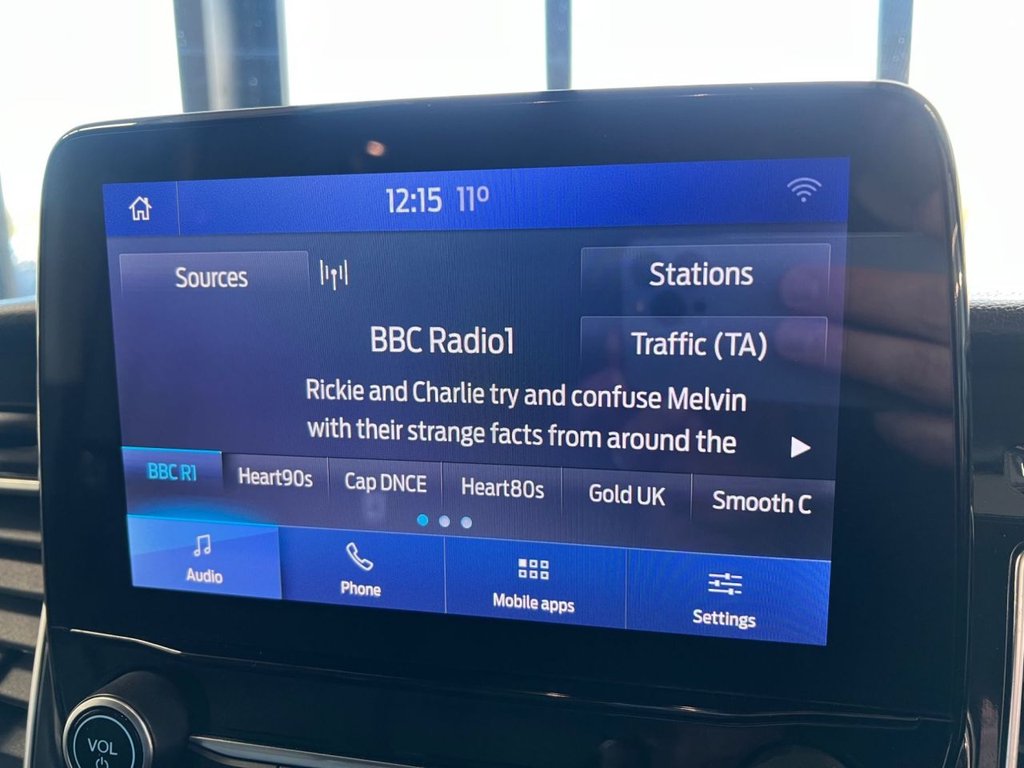 12:15 11°
Sources
Stations
BBC Radio1
Traffic (TA)
Rickie and Charlie try and confuse Melvin
with their strange facts from around the
BBC R1 Heart90s Cap DNCE Heart80s Gold UK Smooth C
Audio Phone Mobile apps Settings
VOL